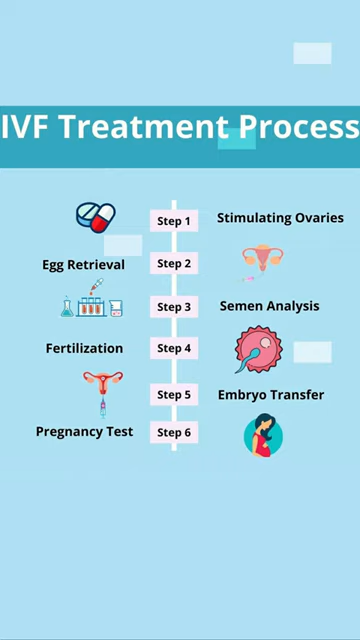 IVF Treatment Process
Step 1
Stimulating Ovaries
Egg Retrieval
Step 2
Step 3
Semen Analysis
Fertilization
Step 4
Step 5
Embryo Transfer
Pregnancy Test
Step 6